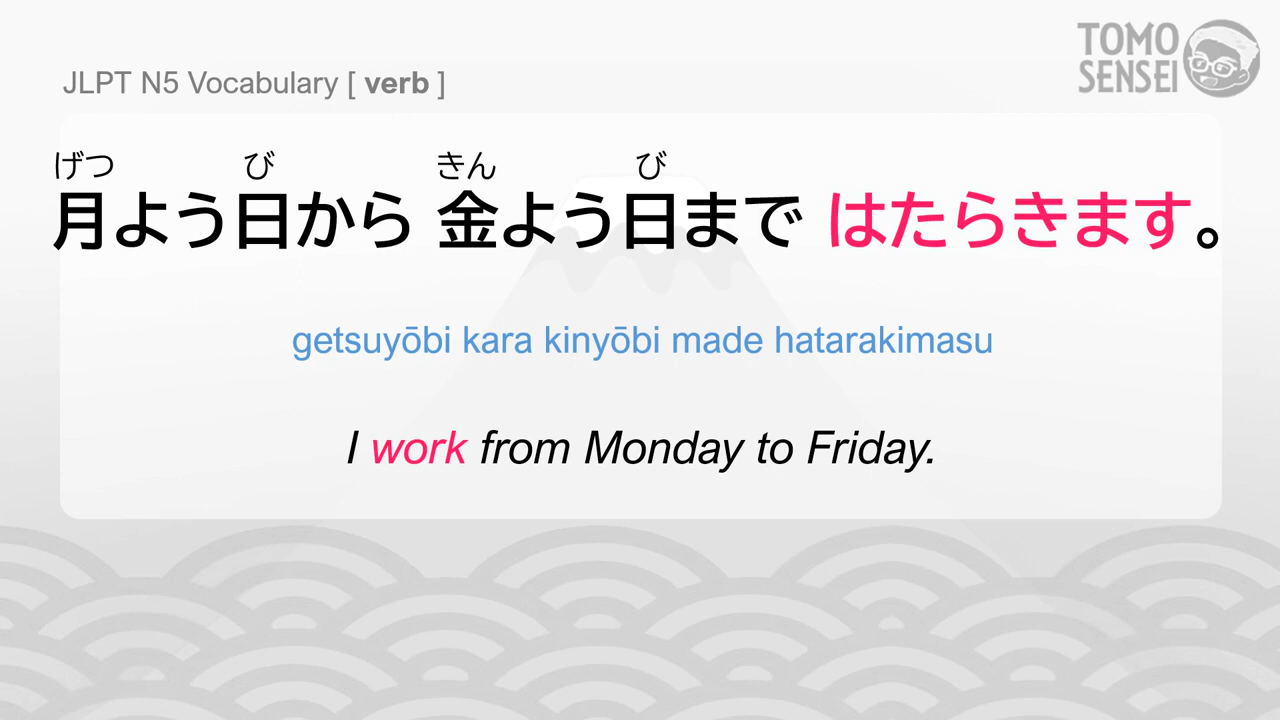 TOMO
SENSEI
JLPT N5 Vocabulary [ verb ]
げつ び きん び
月よう日から 金よう日まで はたらきます。
getsuyōbi kara kinyōbi made hatarakimasu
I work from Monday to Friday.